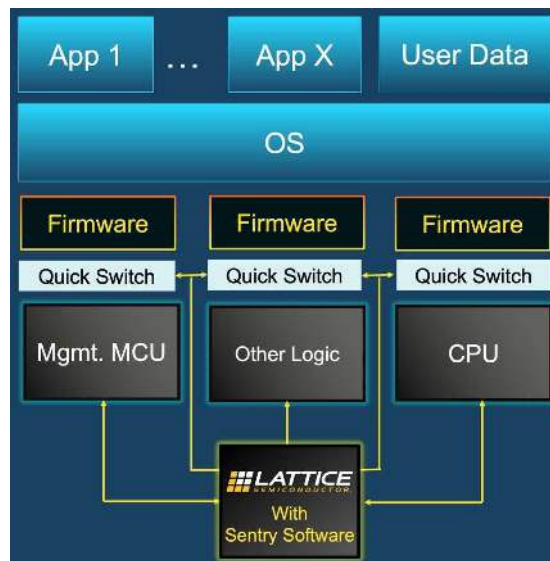 App 1 ... App X User Data
OS
Firmware Firmware Firmware
Quick Switch Quick Switch Quick Switch
Mgmt. MCU Other Logic CPU
LATTICE
SEMICONDUCTOR
With
Sentry Software